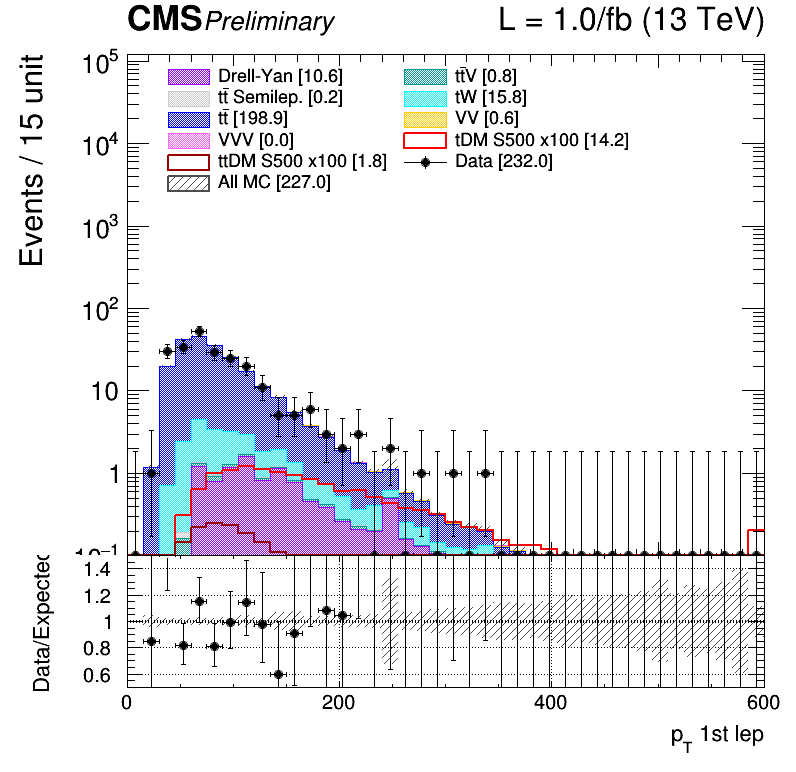 CMS Preliminary L = 1.0/fb (13 TeV)
Events / 15 unit
10⁵
10⁴
10³
10²
10
1
10⁻¹
Drell-Yan [10.6]
tt̄ Semilep. [0.2]
tt̄ [198.9]
VVV [0.0]
ttDM S500 x100 [1.8]
All MC [227.0]
tt̄V [0.8]
tW [15.8]
VV [0.6]
tDM S500 x100 [14.2]
Data [232.0]
Data/Expected
1.4
1.2
1
0.8
0.6
0 200 400 600
p_T 1st lep